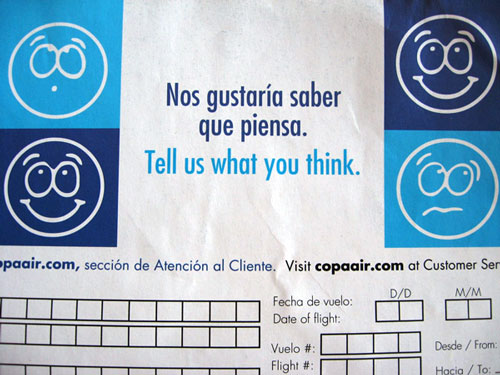 Nos gustaría saber
que piensa.
Tell us what you think.
opaair.com, sección de Atención al Cliente. Visit copaair.com at Customer Ser
Fecha de vuelo: D/D M/M
Date of flight:
Vuelo #: Desde / From:
Flight #: Hacia / To: